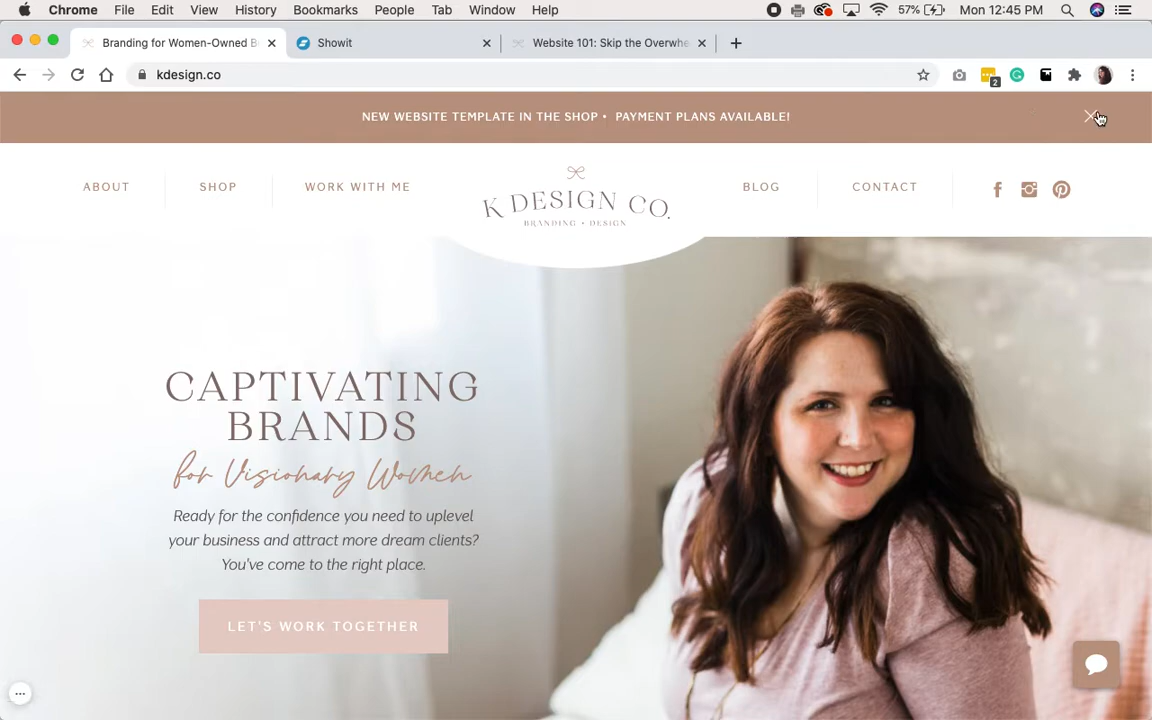 Chrome File Edit View History Bookmarks People Tab Window Help 57% Mon 12:45 PM
Branding for Women-Owned B Showit Website 101: Skip the Overwhe
kdesign.co 2
NEW WEBSITE TEMPLATE IN THE SHOP • PAYMENT PLANS AVAILABLE!
ABOUT SHOP WORK WITH ME K DESIGN CO. BLOG CONTACT
BRANDING + DESIGN
CAPTIVATING
BRANDS
for Visionary Women
Ready for the confidence you need to uplevel
your business and attract more dream clients?
You've come to the right place.
LET'S WORK TOGETHER